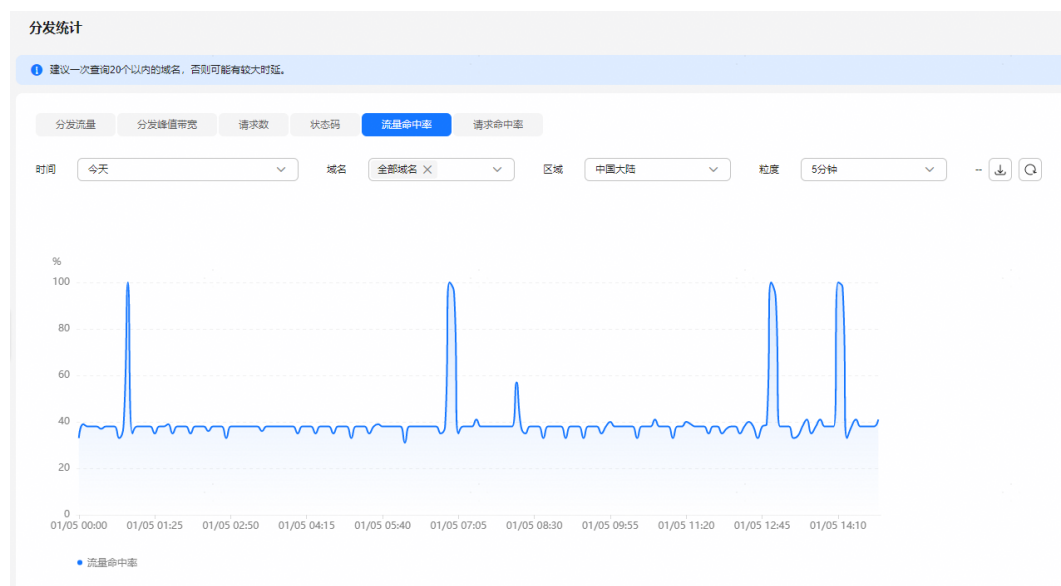 分发统计
建议一次查询20个以内的域名，否则可能有较大时延。
分发流量 分发峰值带宽 请求数 状态码 流量命中率 请求命中率
时间 今天 域名 全部域名 区域 中国大陆 粒度 5分钟 --
%
100
80
60
40
20
0
01/05 00:00 01/05 01:25 01/05 02:50 01/05 04:15 01/05 05:40 01/05 07:05 01/05 08:30 01/05 09:55 01/05 11:20 01/05 12:45 01/05 14:10
流量命中率